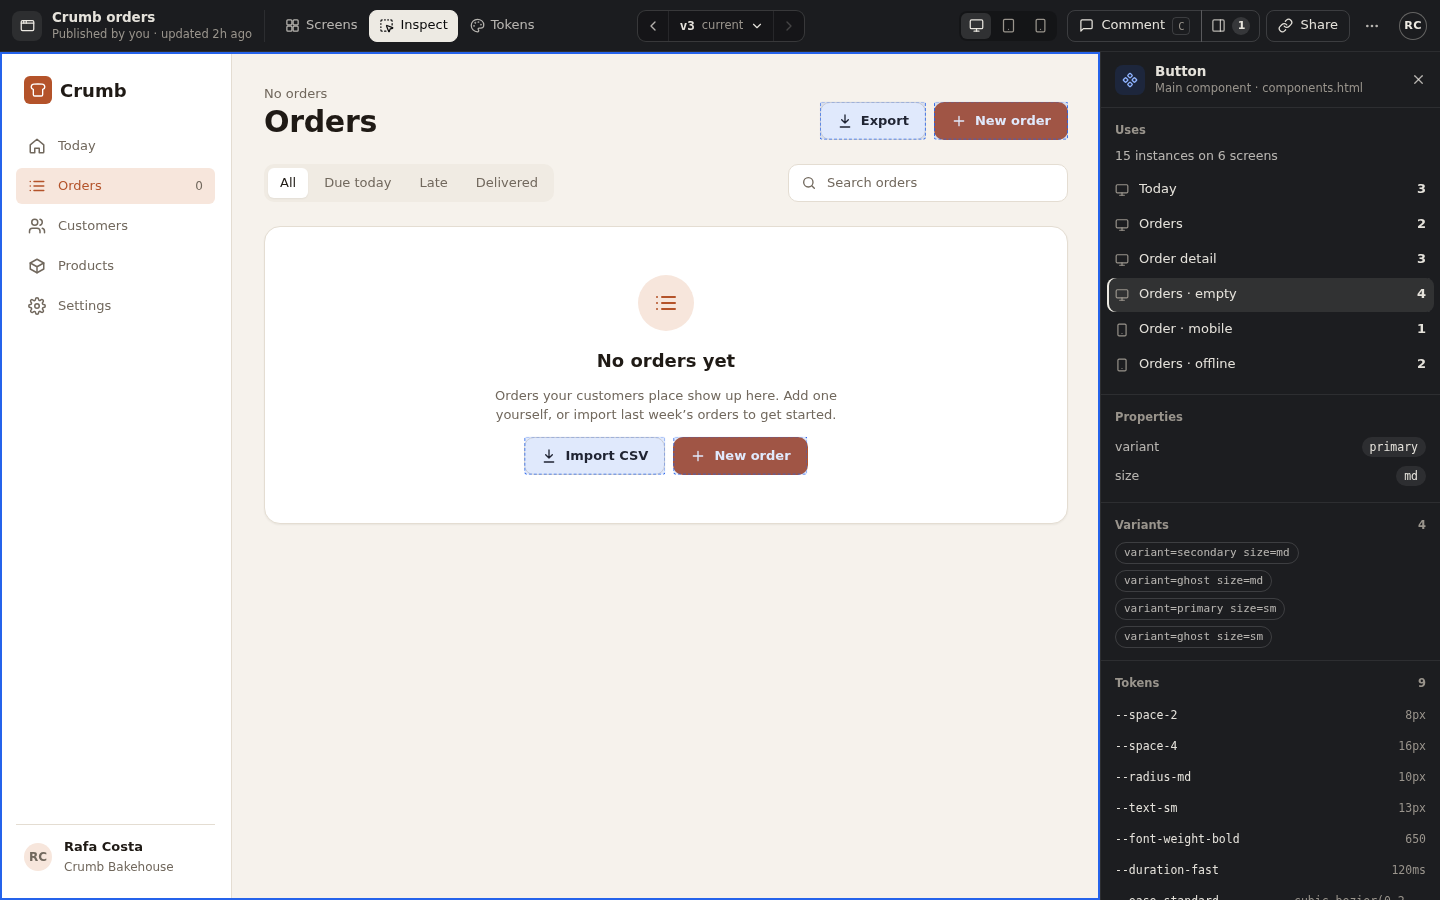 Crumb orders
Published by you · updated 2h ago
Screens
Inspect
Tokens
v3 current
Comment C
1
Share
RC
Crumb
Today
Orders 0
Customers
Products
Settings
RC
Rafa Costa
Crumb Bakehouse
No orders
Orders
Export
New order
All
Due today
Late
Delivered
Search orders
No orders yet
Orders your customers place show up here. Add one
yourself, or import last week’s orders to get started.
Import CSV
New order
Button
Main component · components.html
Uses
15 instances on 6 screens
Today 3
Orders 2
Order detail 3
Orders · empty 4
Order · mobile 1
Orders · offline 2
Properties
variant primary
size md
Variants 4
variant=secondary size=md
variant=ghost size=md
variant=primary size=sm
variant=ghost size=sm
Tokens 9
--space-2 8px
--space-4 16px
--radius-md 10px
--text-sm 13px
--font-weight-bold 650
--duration-fast 120ms